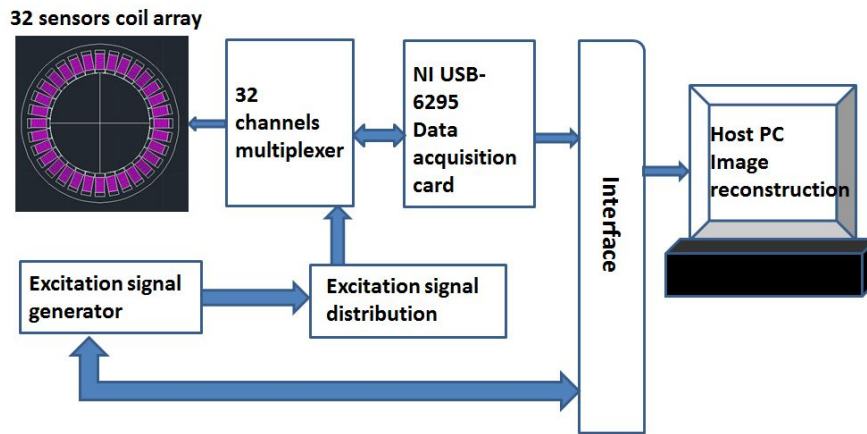 32 sensors coil array
32
channels
multiplexer
NI USB-
6295
Data
acquisition
card
Interface
Host PC
Image
reconstruction
Excitation signal
generator
Excitation signal
distribution